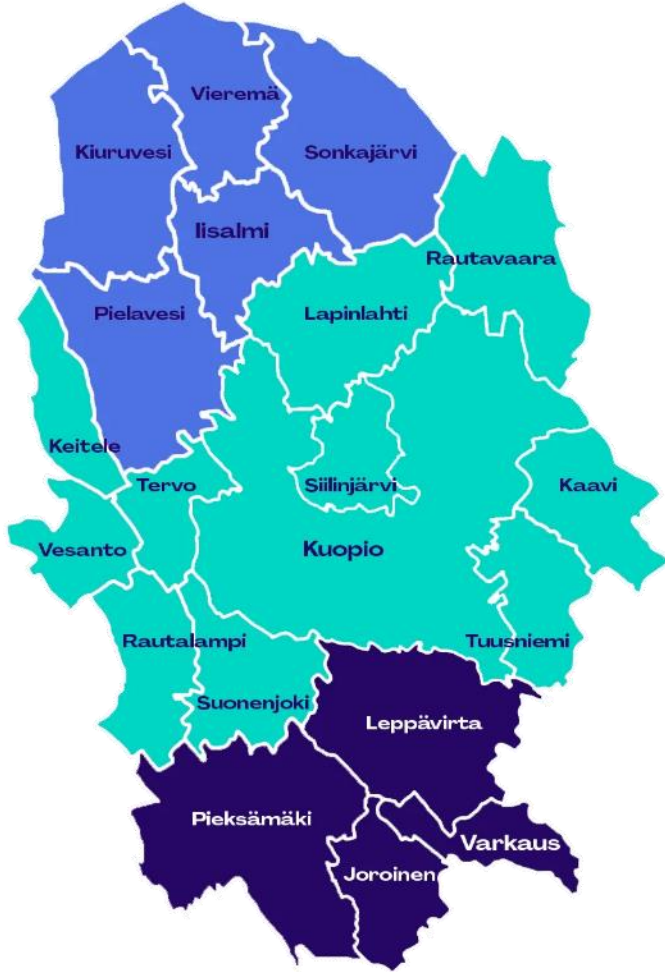 Vieremä
Kiuruvesi
Sonkajärvi
Iisalmi
Rautavaara
Pielavesi
Lapinlahti
Keitele
Tervo
Siilinjärvi
Kaavi
Vesanto
Kuopio
Rautalampi
Tuusniemi
Suonenjoki
Leppävirta
Pieksämäki
Varkaus
Joroinen